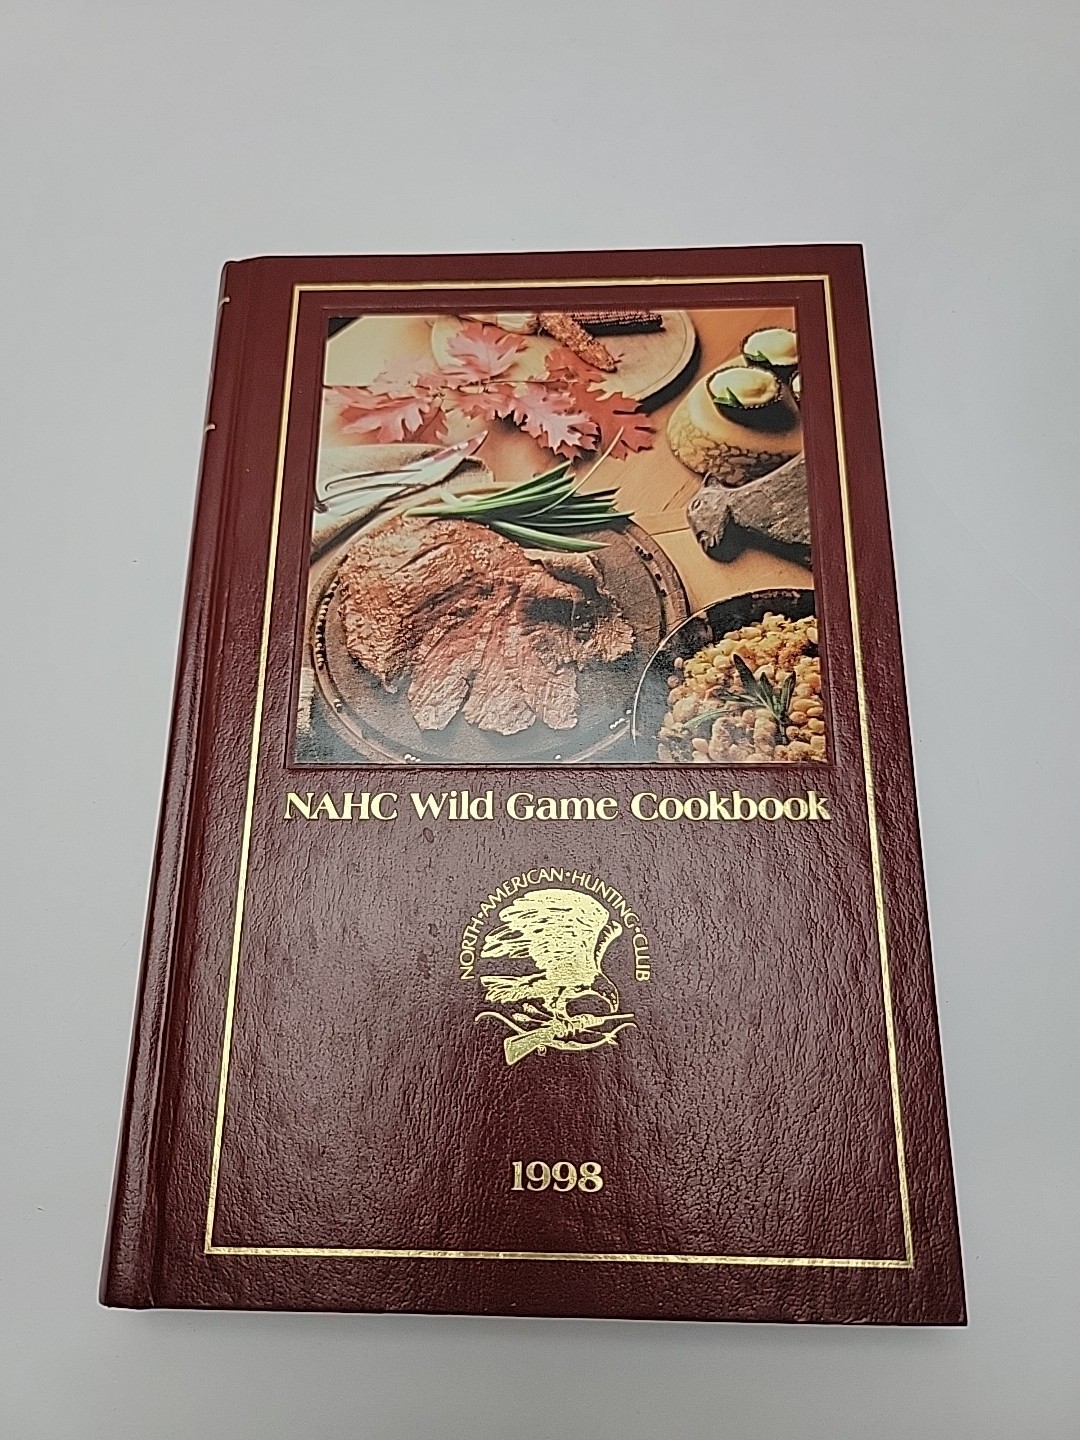 NAHC Wild Game Cookbook
NORTH•AMERICAN•HUNTING•CLUB
1998